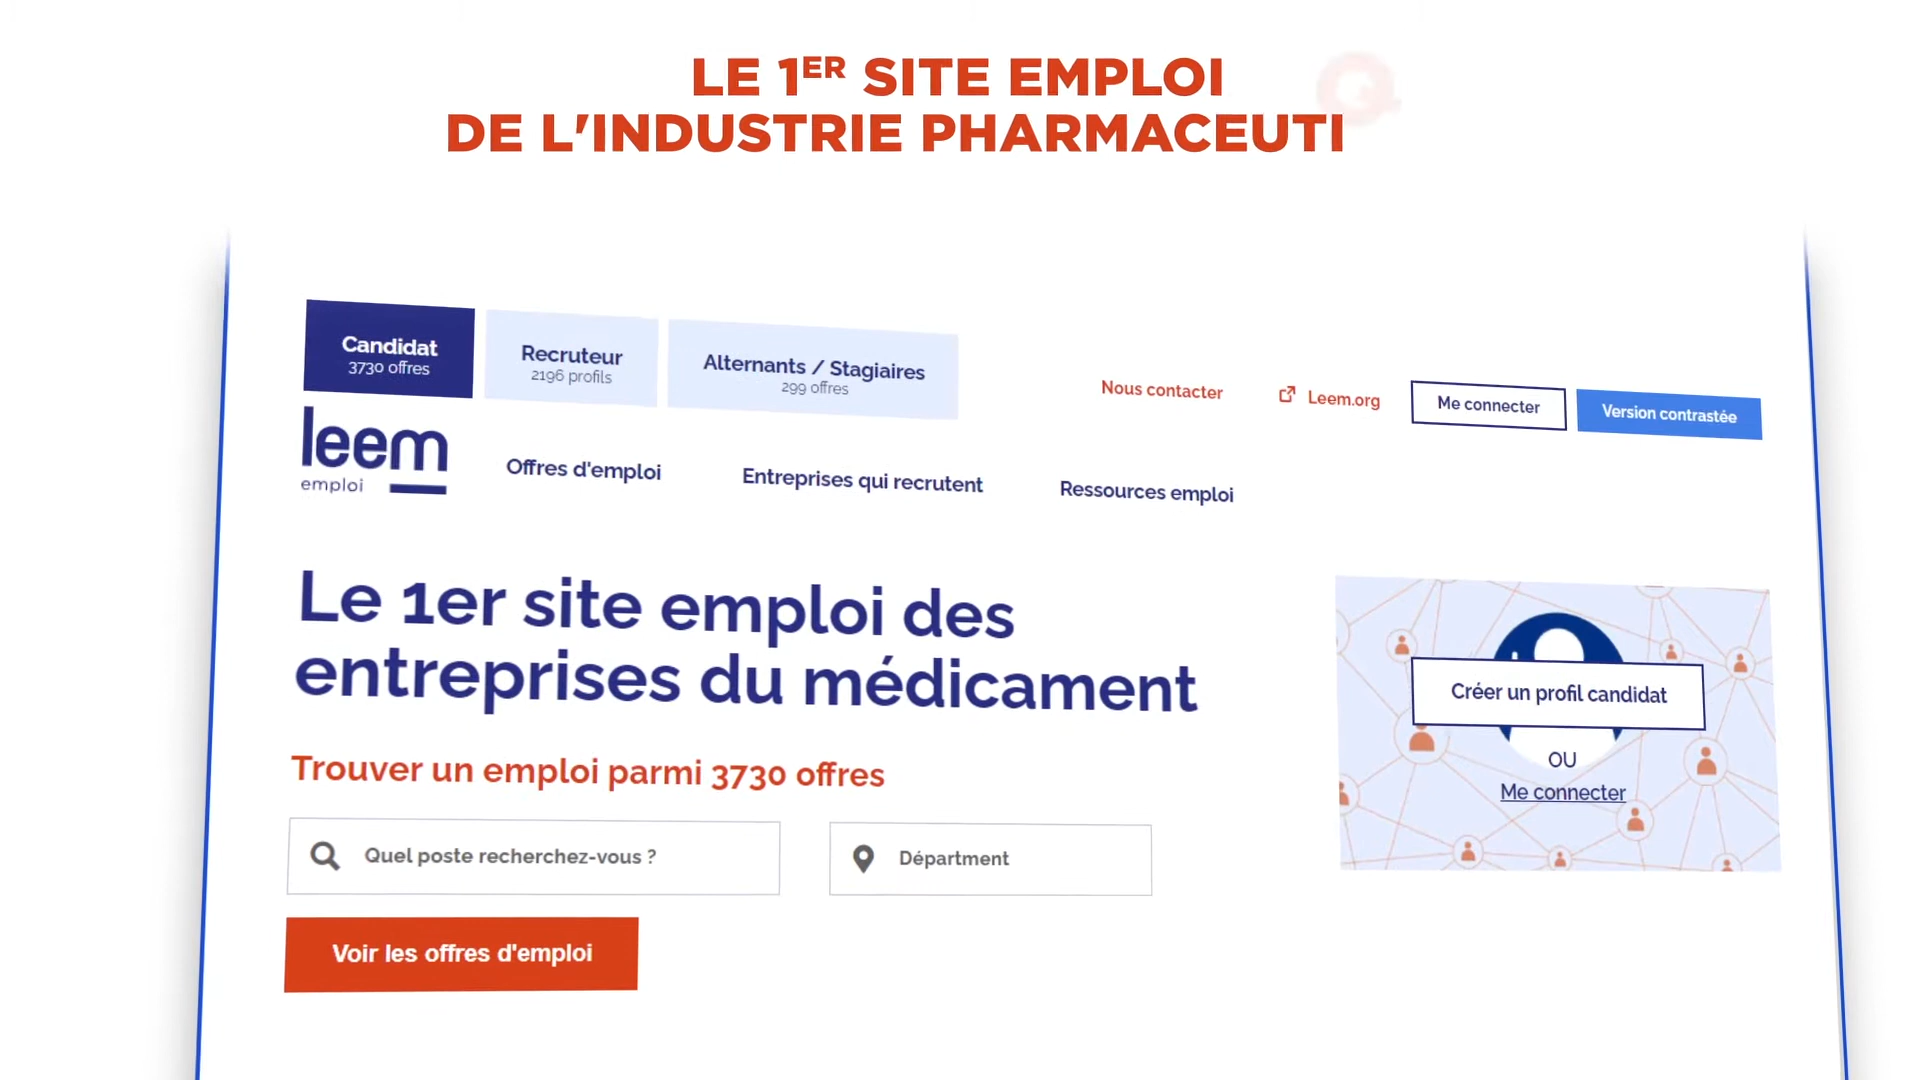 LE 1ER SITE EMPLOI
DE L'INDUSTRIE PHARMACEUTI
Candidat
3730 offres
Recruteur
2196 profils
Alternants / Stagiaires
299 offres
Nous contacter
Leem.org
Me connecter
Version contrastée
leem
emploi
Offres d'emploi
Entreprises qui recrutent
Ressources emploi
Le 1er site emploi des
entreprises du médicament
Trouver un emploi parmi 3730 offres
Quel poste recherchez-vous ?
Départment
Voir les offres d'emploi
Créer un profil candidat
OU
Me connecter